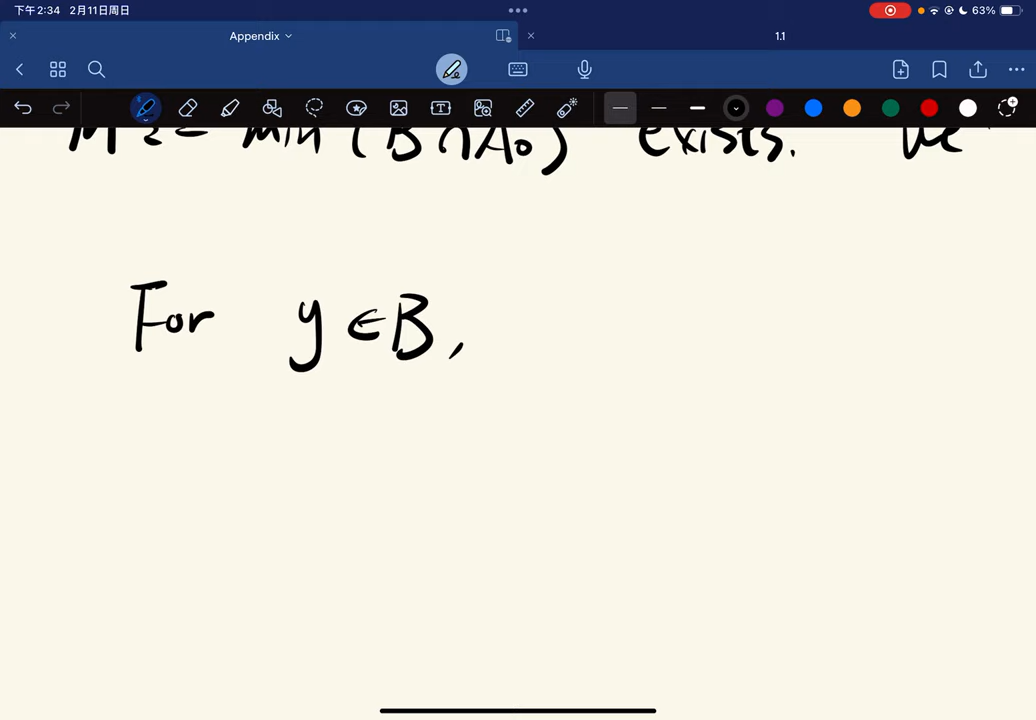 下午2:34 2月11日周日
63%
Appendix
1.1
M := min (B ∩ A₀) exists. We
For y ∈ B,